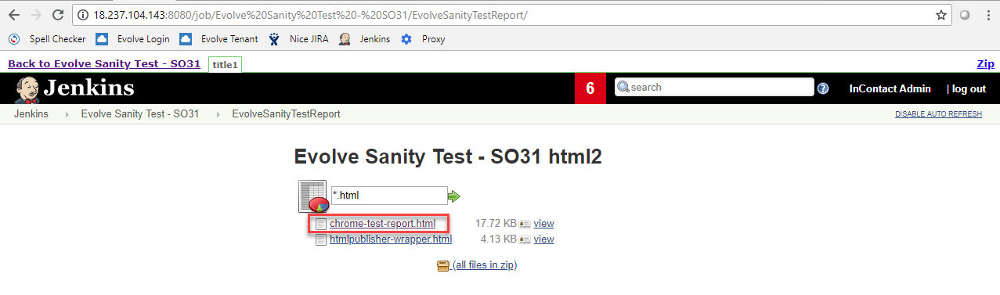 18.237.104.143:8080/job/Evolve%20Sanity%20Test%20-%20SO31/EvolveSanityTestReport/
Spell Checker Evolve Login Evolve Tenant Nice JIRA Jenkins Proxy
Back to Evolve Sanity Test - SO31 title1 Zip
Jenkins 6 search ? InContact Admin | log out
Jenkins Evolve Sanity Test - SO31 EvolveSanityTestReport DISABLE AUTO REFRESH
Evolve Sanity Test - SO31 html2
*.html
chrome-test-report.html 17.72 KB view
htmlpublisher-wrapper.html 4.13 KB view
(all files in zip)